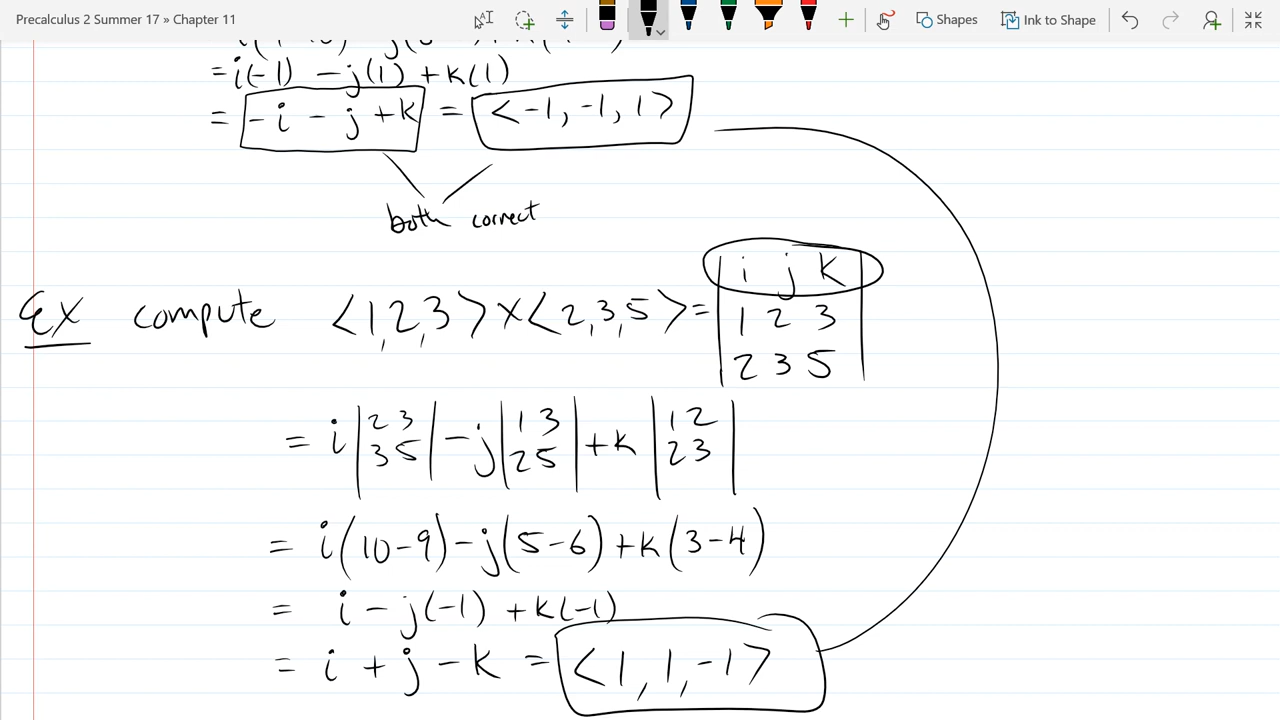 Precalculus 2 Summer 17 » Chapter 11
Shapes
Ink to Shape
= i(-1) - j(1) + k(1)
= -i - j + k = <-1, -1, 1>
both correct
Ex compute <1, 2, 3> × <2, 3, 5> = | i j k |
| 1 2 3 |
| 2 3 5 |
= i | 2 3 | - j | 1 3 | + k | 1 2 |
| 3 5 | | 2 5 | | 2 3 |
= i(10-9) - j(5-6) + k(3-4)
= i - j(-1) + k(-1)
= i + j - k = <1, 1, -1>